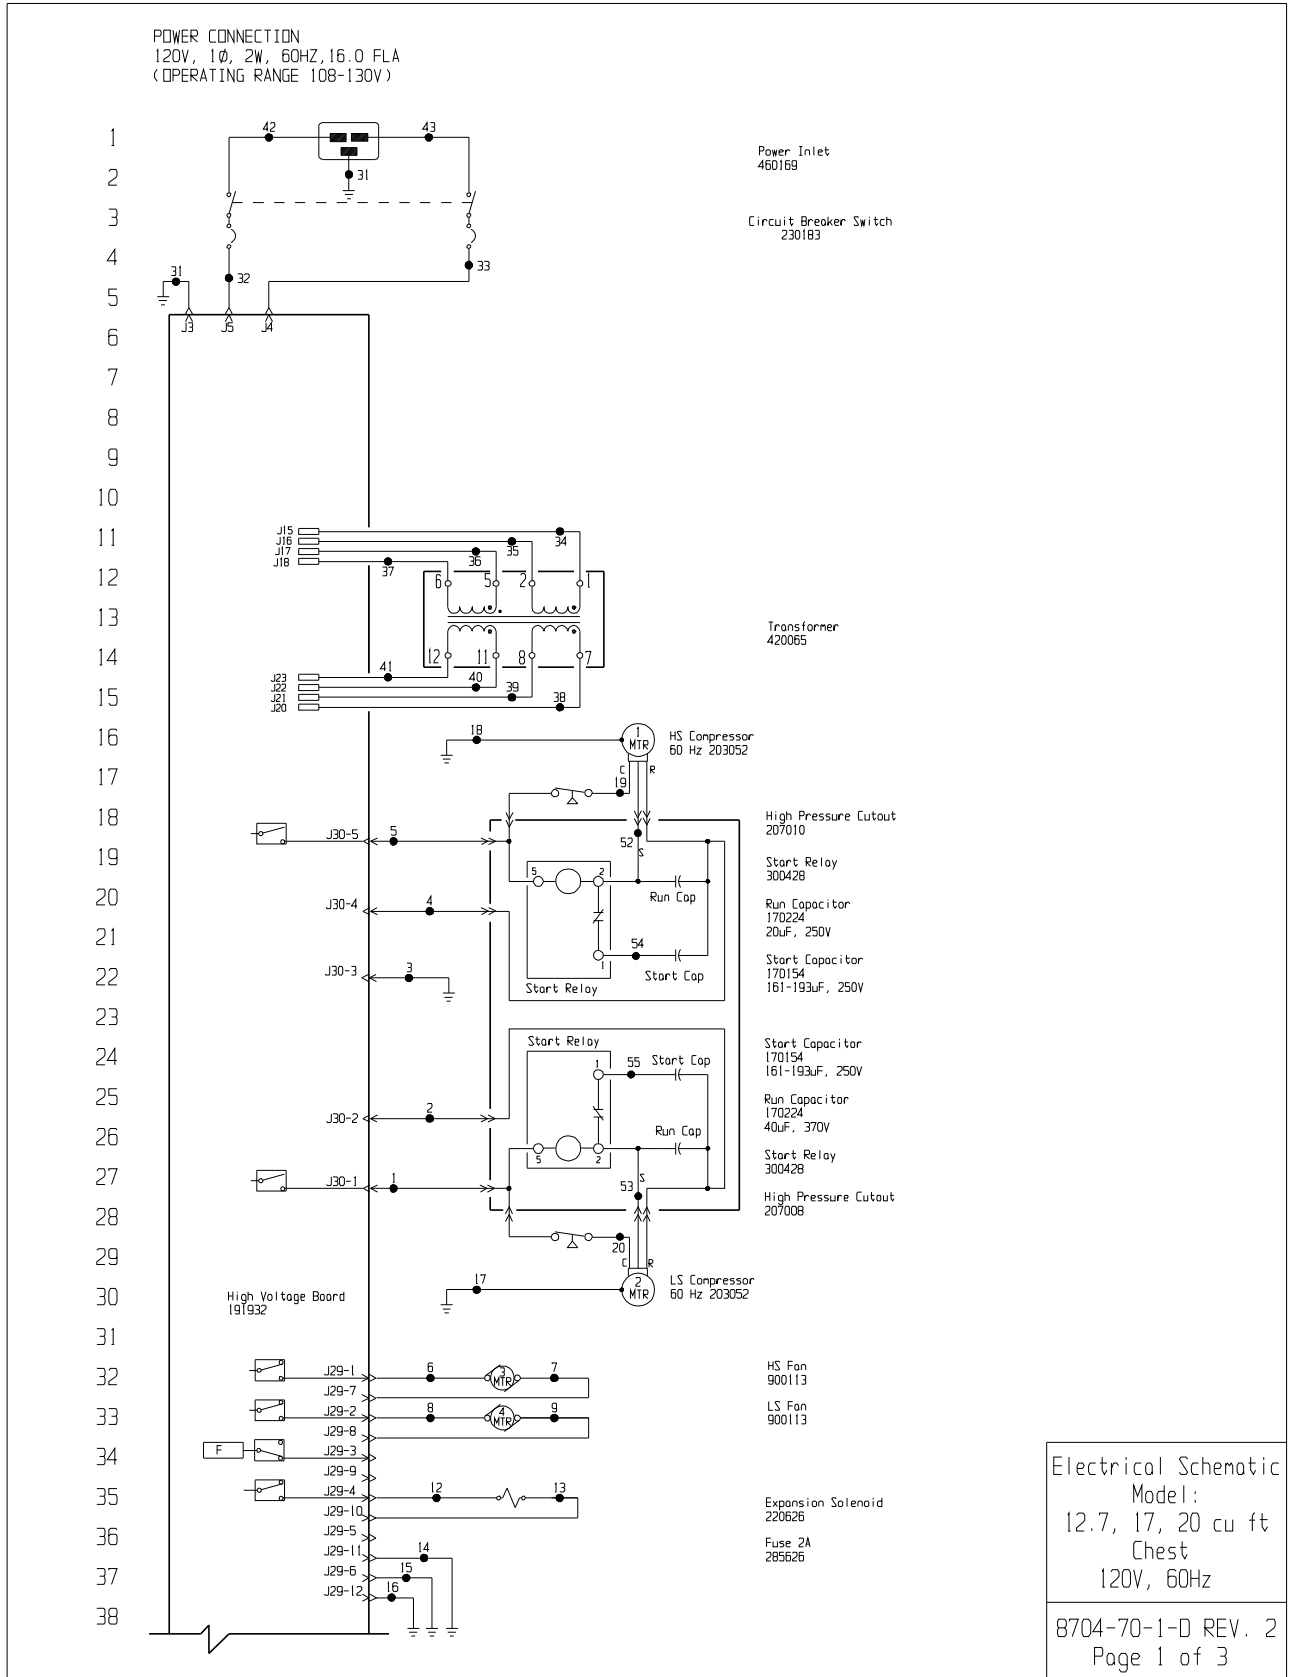 POWER CONNECTION
120V, 1Ø, 2W, 60HZ,16.0 FLA
(OPERATING RANGE 108-130V)
1
42
43
Power Inlet
460169
2
31
3
Circuit Breaker Switch
230183
4
31
32
33
5
J3
J5
J4
6
7
8
9
10
11
J15
J16
J17
J18
34
35
36
37
12
6
5
2
1
13
Transformer
420065
14
12
11
8
7
J23
J22
J21
J20
41
40
39
38
15
16
18
1
MTR
HS Compressor
60 Hz 203052
17
C
R
19
18
High Pressure Cutout
207010
J30-5
5
52
S
19
Start Relay
300428
5
2
20
Run Cap
J30-4
4
Run Capacitor
170224
20uF, 250V
21
54
1
22
J30-3
3
Start Cap
Start Relay
Start Capacitor
170154
161-193uF, 250V
23
24
Start Relay
1
55
Start Cap
Start Capacitor
170154
161-193uF, 250V
25
J30-2
2
Run Capacitor
170224
40uF, 370V
26
Run Cap
5
2
Start Relay
300428
27
J30-1
1
53
S
High Pressure Cutout
207008
28
29
20
C
R
30
17
2
MTR
LS Compressor
60 Hz 203052
High Voltage Board
191932
31
32
J29-1
6
3
MTR
7
HS Fan
900113
J29-7
33
J29-2
8
4
MTR
9
LS Fan
900113
J29-8
34
F
J29-3
J29-9
35
J29-4
12
13
Expansion Solenoid
220626
J29-10
36
J29-5
Fuse 2A
285626
J29-11
14
37
J29-6
15
J29-12
16
38
Electrical Schematic
Model:
12.7, 17, 20 cu ft
Chest
120V, 60Hz
8704-70-1-D REV. 2
Page 1 of 3